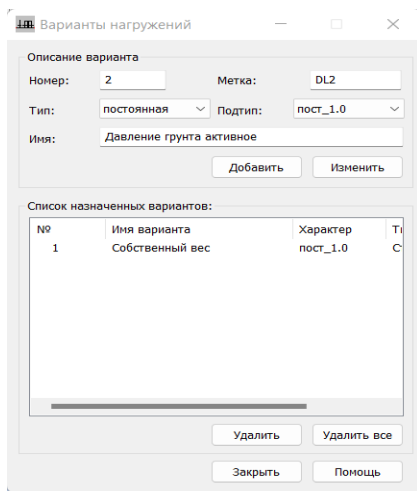 Варианты нагружений
Описание варианта
Номер: 2 Метка: DL2
Тип: постоянная Подтип: пост_1.0
Имя: Давление грунта активное
Добавить Изменить
Список назначенных вариантов:
№ Имя варианта Характер
1 Собственный вес пост_1.0
Удалить Удалить все
Закрыть Помощь